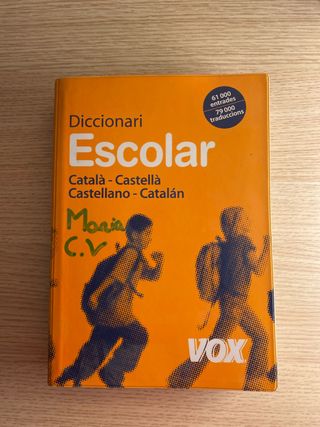 61 000
entrades
79 000
traduccions
Diccionari
Escolar
Català - Castellà
Castellano - Catalán
Maria
C.V
VOX